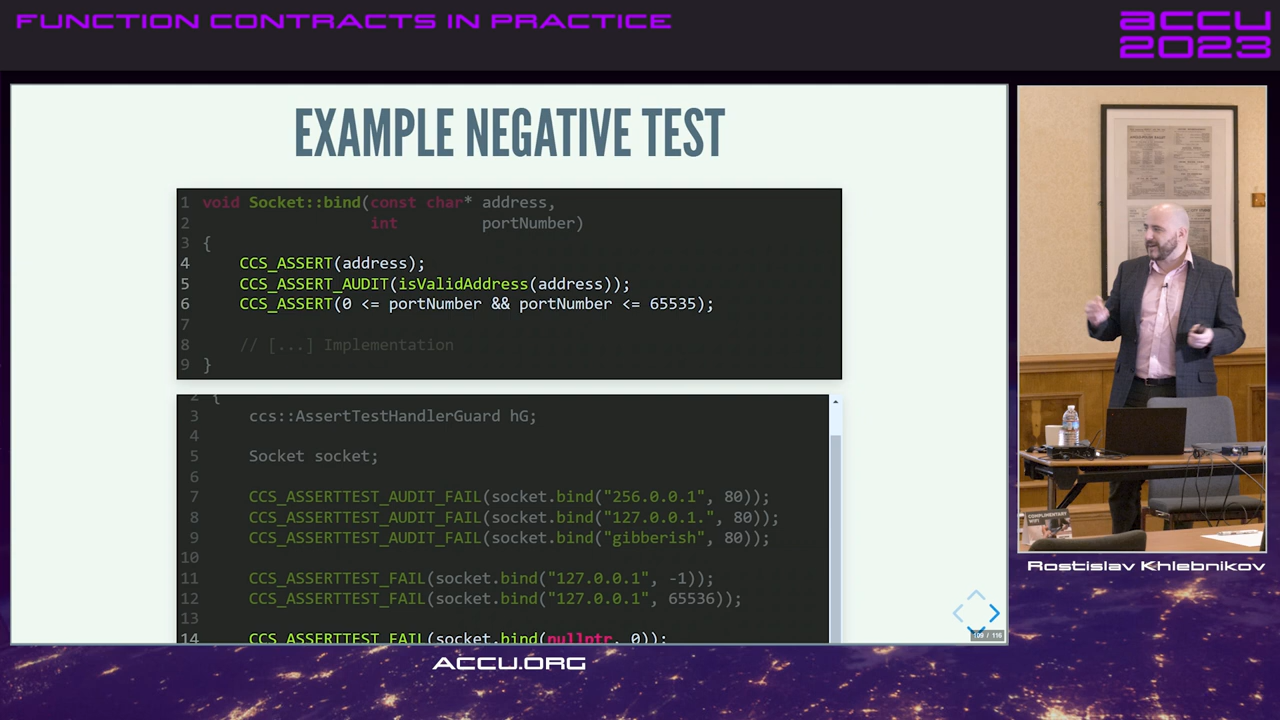 FUNCTION CONTRACTS IN PRACTICE
accu
2023
EXAMPLE NEGATIVE TEST
1 void Socket::bind(const char* address,
2 int portNumber)
3 {
4 CCS_ASSERT(address);
5 CCS_ASSERT_AUDIT(isValidAddress(address));
6 CCS_ASSERT(0 <= portNumber && portNumber <= 65535);
7
8 // [...] Implementation
9 }
2 {
3 ccs::AssertTestHandlerGuard hG;
4
5 Socket socket;
6
7 CCS_ASSERTTEST_AUDIT_FAIL(socket.bind("256.0.0.1", 80));
8 CCS_ASSERTTEST_AUDIT_FAIL(socket.bind("127.0.0.1.", 80));
9 CCS_ASSERTTEST_AUDIT_FAIL(socket.bind("gibberish", 80));
10
11 CCS_ASSERTTEST_FAIL(socket.bind("127.0.0.1", -1));
12 CCS_ASSERTTEST_FAIL(socket.bind("127.0.0.1", 65536));
13
14 CCS_ASSERTTEST_FAIL(socket.bind(nullptr, 0));
109 / 116
COMPLIMENTARY
Rostislav Khlebnikov
ACCU.ORG